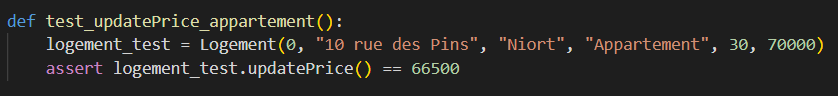 def test_updatePrice_appartement():
    logement_test = Logement(0, "10 rue des Pins", "Niort", "Appartement", 30, 70000)
    assert logement_test.updatePrice() == 66500